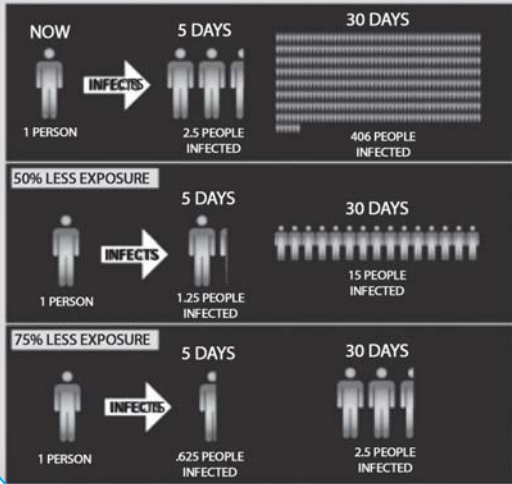 NOW
5 DAYS
30 DAYS
INFECTS
1 PERSON
2.5 PEOPLE
INFECTED
406 PEOPLE
INFECTED
50% LESS EXPOSURE
5 DAYS
30 DAYS
INFECTS
1 PERSON
1.25 PEOPLE
INFECTED
15 PEOPLE
INFECTED
75% LESS EXPOSURE
5 DAYS
30 DAYS
INFECTS
1 PERSON
.625 PEOPLE
INFECTED
2.5 PEOPLE
INFECTED